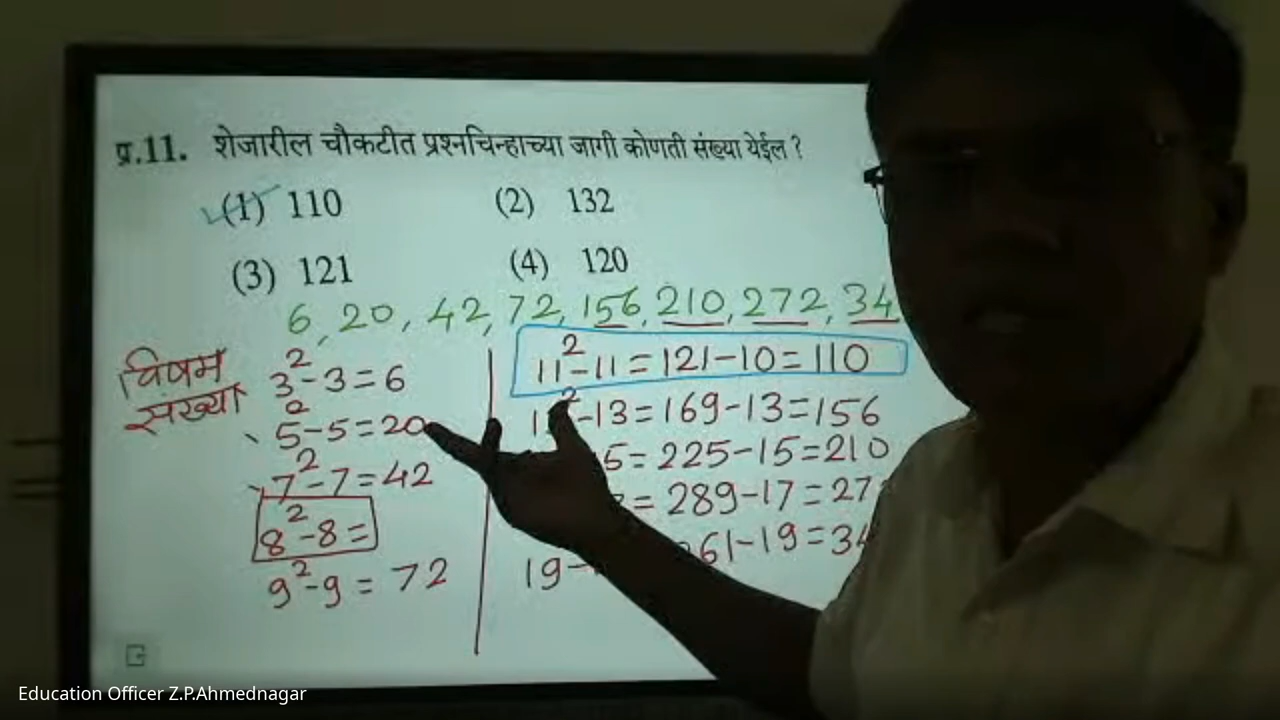 प्र.11. शेजारील चौकटीत प्रश्नचिन्हाच्या जागी कोणती संख्या येईल ?
(1) 110 (2) 132
(3) 121 (4) 120
6, 20, 42, 72, 156, 210, 272, 34
विषम
संख्या
3²-3=6
5²-5=20
7²-7=42
8²-8=
9²-9=72
11²-11=121-10=110
²-13=169-13=156
5=225-15=210
=289-17=27
61-19=34
19-
Education Officer Z.P.Ahmednagar